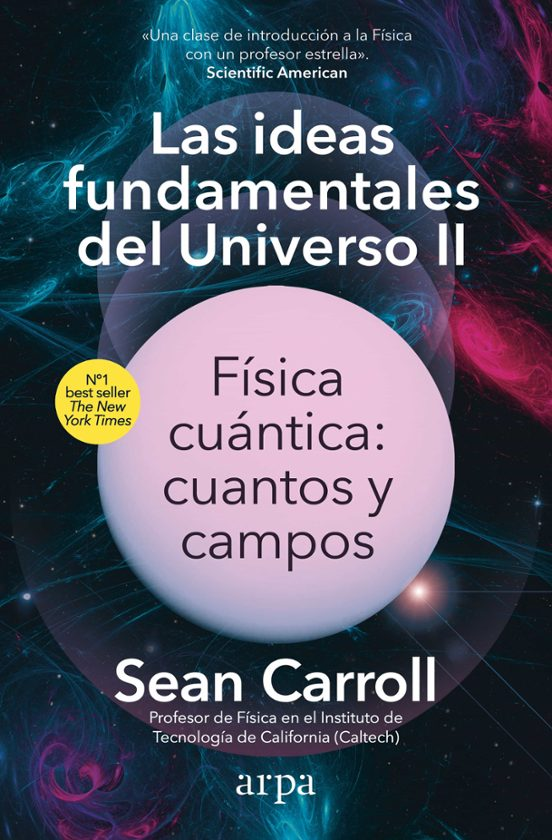 «Una clase de introducción a la Física
con un profesor estrella».
Scientific American
Las ideas
fundamentales
del Universo II
Física
cuántica:
cuantos y
campos
Nº1
best seller
The New
York Times
Sean Carroll
Profesor de Física en el Instituto de
Tecnología de California (Caltech)
arpa